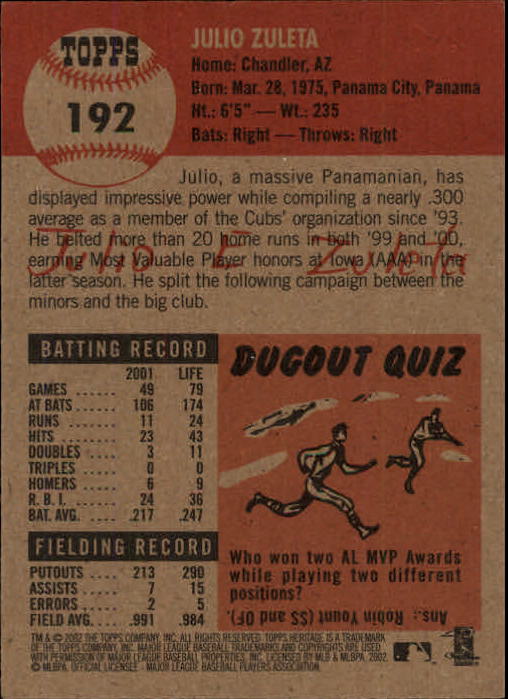 TOPPS
192
JULIO ZULETA
Home: Chandler, AZ
Born: Mar. 28, 1975, Panama City, Panama
Ht.: 6'5" — Wt.: 235
Bats: Right — Throws: Right
Julio, a massive Panamanian, has
displayed impressive power while compiling a nearly .300
average as a member of the Cubs' organization since '93.
He belted more than 20 home runs in both '99 and '00,
earning Most Valuable Player honors at Iowa (AAA) in the
latter season. He split the following campaign between the
minors and the big club.
Julio E Zuleta
BATTING RECORD
2001 LIFE
GAMES ...... 49 79
AT BATS ..... 106 174
RUNS ...... 11 24
HITS ....... 23 43
DOUBLES .... 3 11
TRIPLES .... 0 0
HOMERS .... 6 9
R. B. I. ...... 24 36
BAT. AVG. ... .217 .247
FIELDING RECORD
PUTOUTS .... 213 290
ASSISTS ..... 7 15
ERRORS ..... 2 5
FIELD AVG. ... .991 .984
DUGOUT QUIZ
Who won two AL MVP Awards
while playing two different
positions?
Ans.: Robin Yount (SS and OF).
TM & © 2002 THE TOPPS COMPANY, INC. ALL RIGHTS RESERVED. TOPPS HERITAGE IS A TRADEMARK
OF THE TOPPS COMPANY, INC. MAJOR LEAGUE BASEBALL TRADEMARKS AND COPYRIGHTS ARE USED
WITH PERMISSION OF MAJOR LEAGUE BASEBALL PROPERTIES, INC. LICENSED BY MLB & MLBPA, 2002.
© MLBPA. OFFICIAL LICENSEE - MAJOR LEAGUE BASEBALL PLAYERS ASSOCIATION.